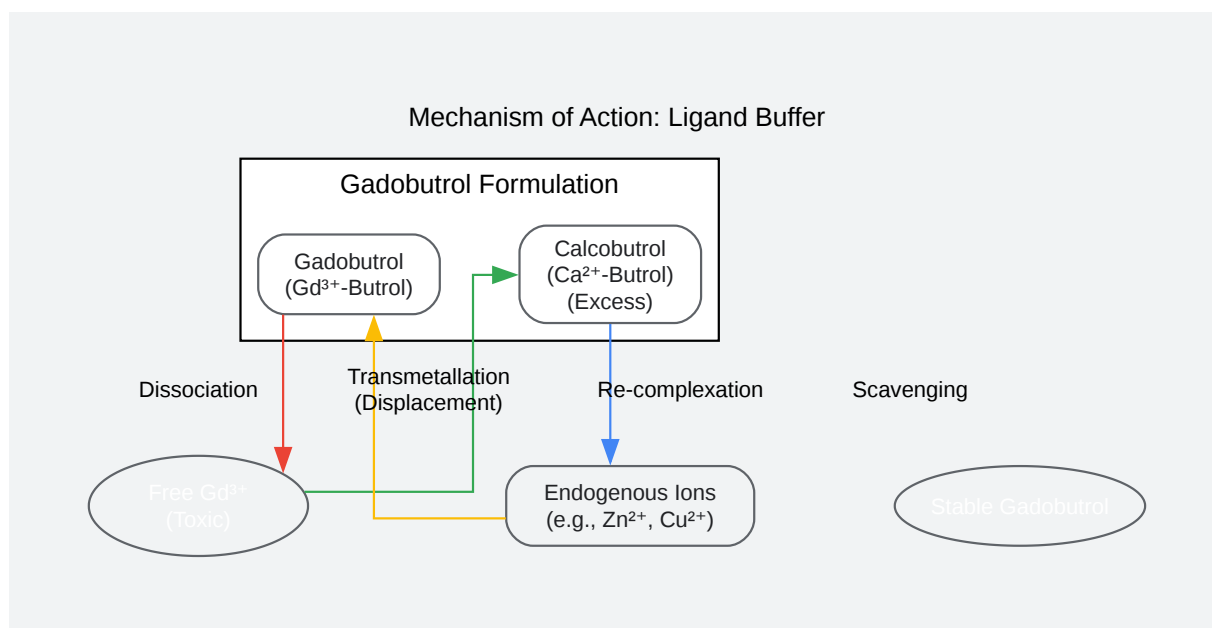 Mechanism of Action: Ligand Buffer
Gadobutrol Formulation
Gadobutrol
(Gd³⁺-Butrol)
Calcobutrol
(Ca²⁺-Butrol)
(Excess)
Dissociation
Transmetallation
(Displacement)
Re-complexation
Scavenging
Free Gd³⁺
(Toxic)
Endogenous Ions
(e.g., Zn²⁺, Cu²⁺)
Stable Gadobutrol